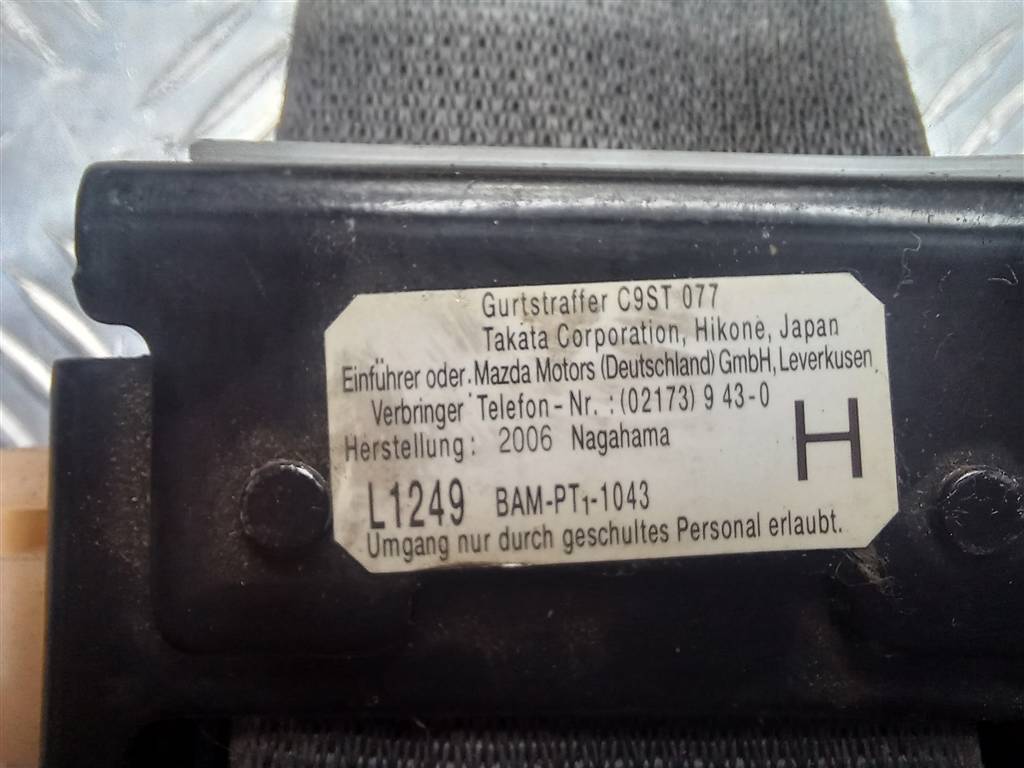 Gurtstraffer C9ST 077
Takata Corporation, Hikone, Japan
Einführer oder. Mazda Motors (Deutschland) GmbH, Leverkusen
Verbringer Telefon-Nr. : (02173) 9 43-0
Herstellung: 2006 Nagahama
H
L1249 BAM-PT1-1043
Umgang nur durch geschultes Personal erlaubt.